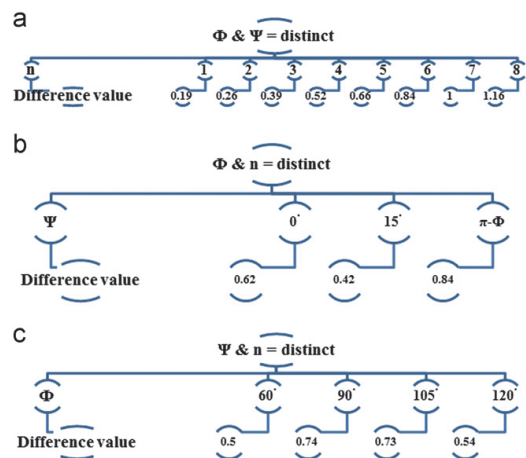 a
Φ & Ψ = distinct
n 1 2 3 4 5 6 7 8
Difference value 0.19 0.26 0.39 0.52 0.66 0.84 1 1.16
b
Φ & n = distinct
Ψ 0˙ 15˙ π-Φ
Difference value 0.62 0.42 0.84
c
Ψ & n = distinct
Φ 60˙ 90˙ 105˙ 120˙
Difference value 0.5 0.74 0.73 0.54